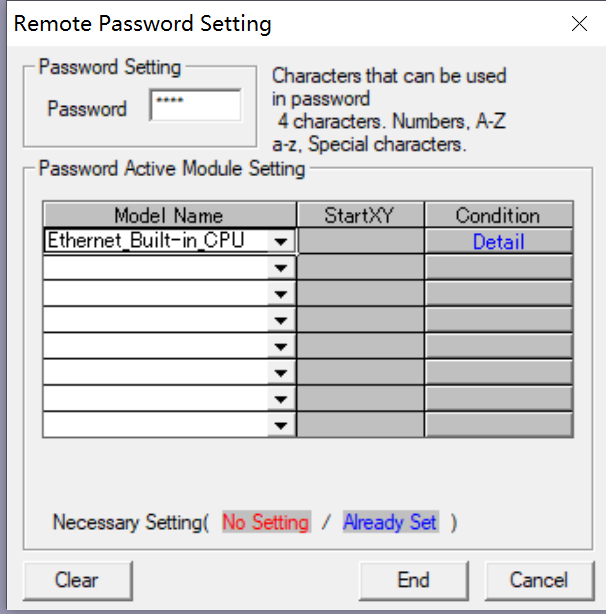 Remote Password Setting
Password Setting
Password
****
Characters that can be used
in password
4 characters. Numbers, A-Z
a-z, Special characters.
Password Active Module Setting
Model Name StartXY Condition
Ethernet_Built-in_CPU Detail
Necessary Setting( No Setting / Already Set )
Clear End Cancel